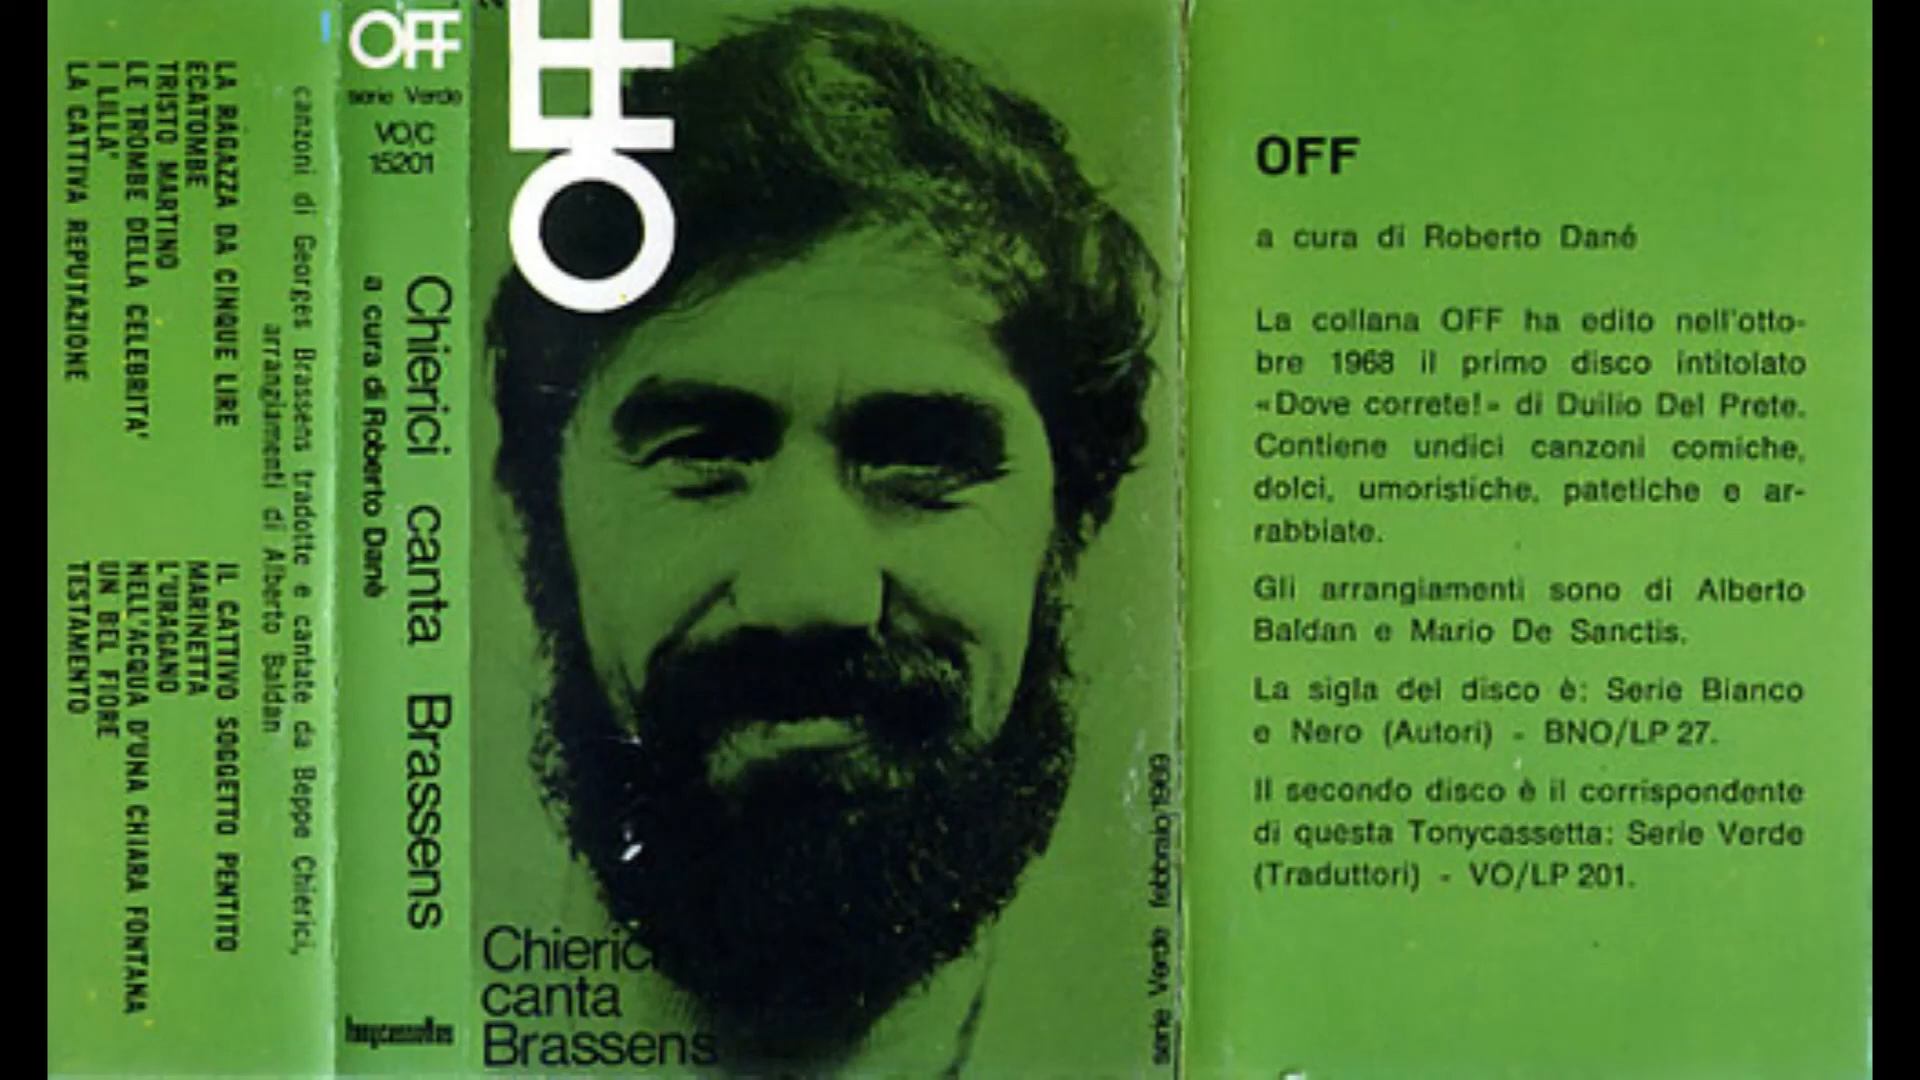 LA RAGAZZA DA CINQUE LIRE
ECATOMBE
TRISTO MARTINO
LE TROMBE DELLA CELEBRITA'
I LILLA'
LA CATTIVA REPUTAZIONE
IL CATTIVO SOGGETTO PENTITO
MARINETTA
L'URAGANO
NELL'ACQUA D'UNA CHIARA FONTANA
UN BEL FIORE
TESTAMENTO
canzoni di Georges Brassens tradotte e cantate da Beppe Chierici,
arrangiamenti di Alberto Baldan
OFF
serie Verde
VO/C
15201
Chierici canta Brassens
a cura di Roberto Danè
tonycassettes
OFF
Chierici
canta
Brassens
serie Verde febbraio 1969
OFF
a cura di Roberto Dané
La collana OFF ha edito nell'otto-
bre 1968 il primo disco intitolato
«Dove correte!» di Duilio Del Prete.
Contiene undici canzoni comiche,
dolci, umoristiche, patetiche e ar-
rabbiate.
Gli arrangiamenti sono di Alberto
Baldan e Mario De Sanctis.
La sigla del disco è: Serie Bianco
e Nero (Autori) - BNO/LP 27.
Il secondo disco è il corrispondente
di questa Tonycassetta: Serie Verde
(Traduttori) - VO/LP 201.